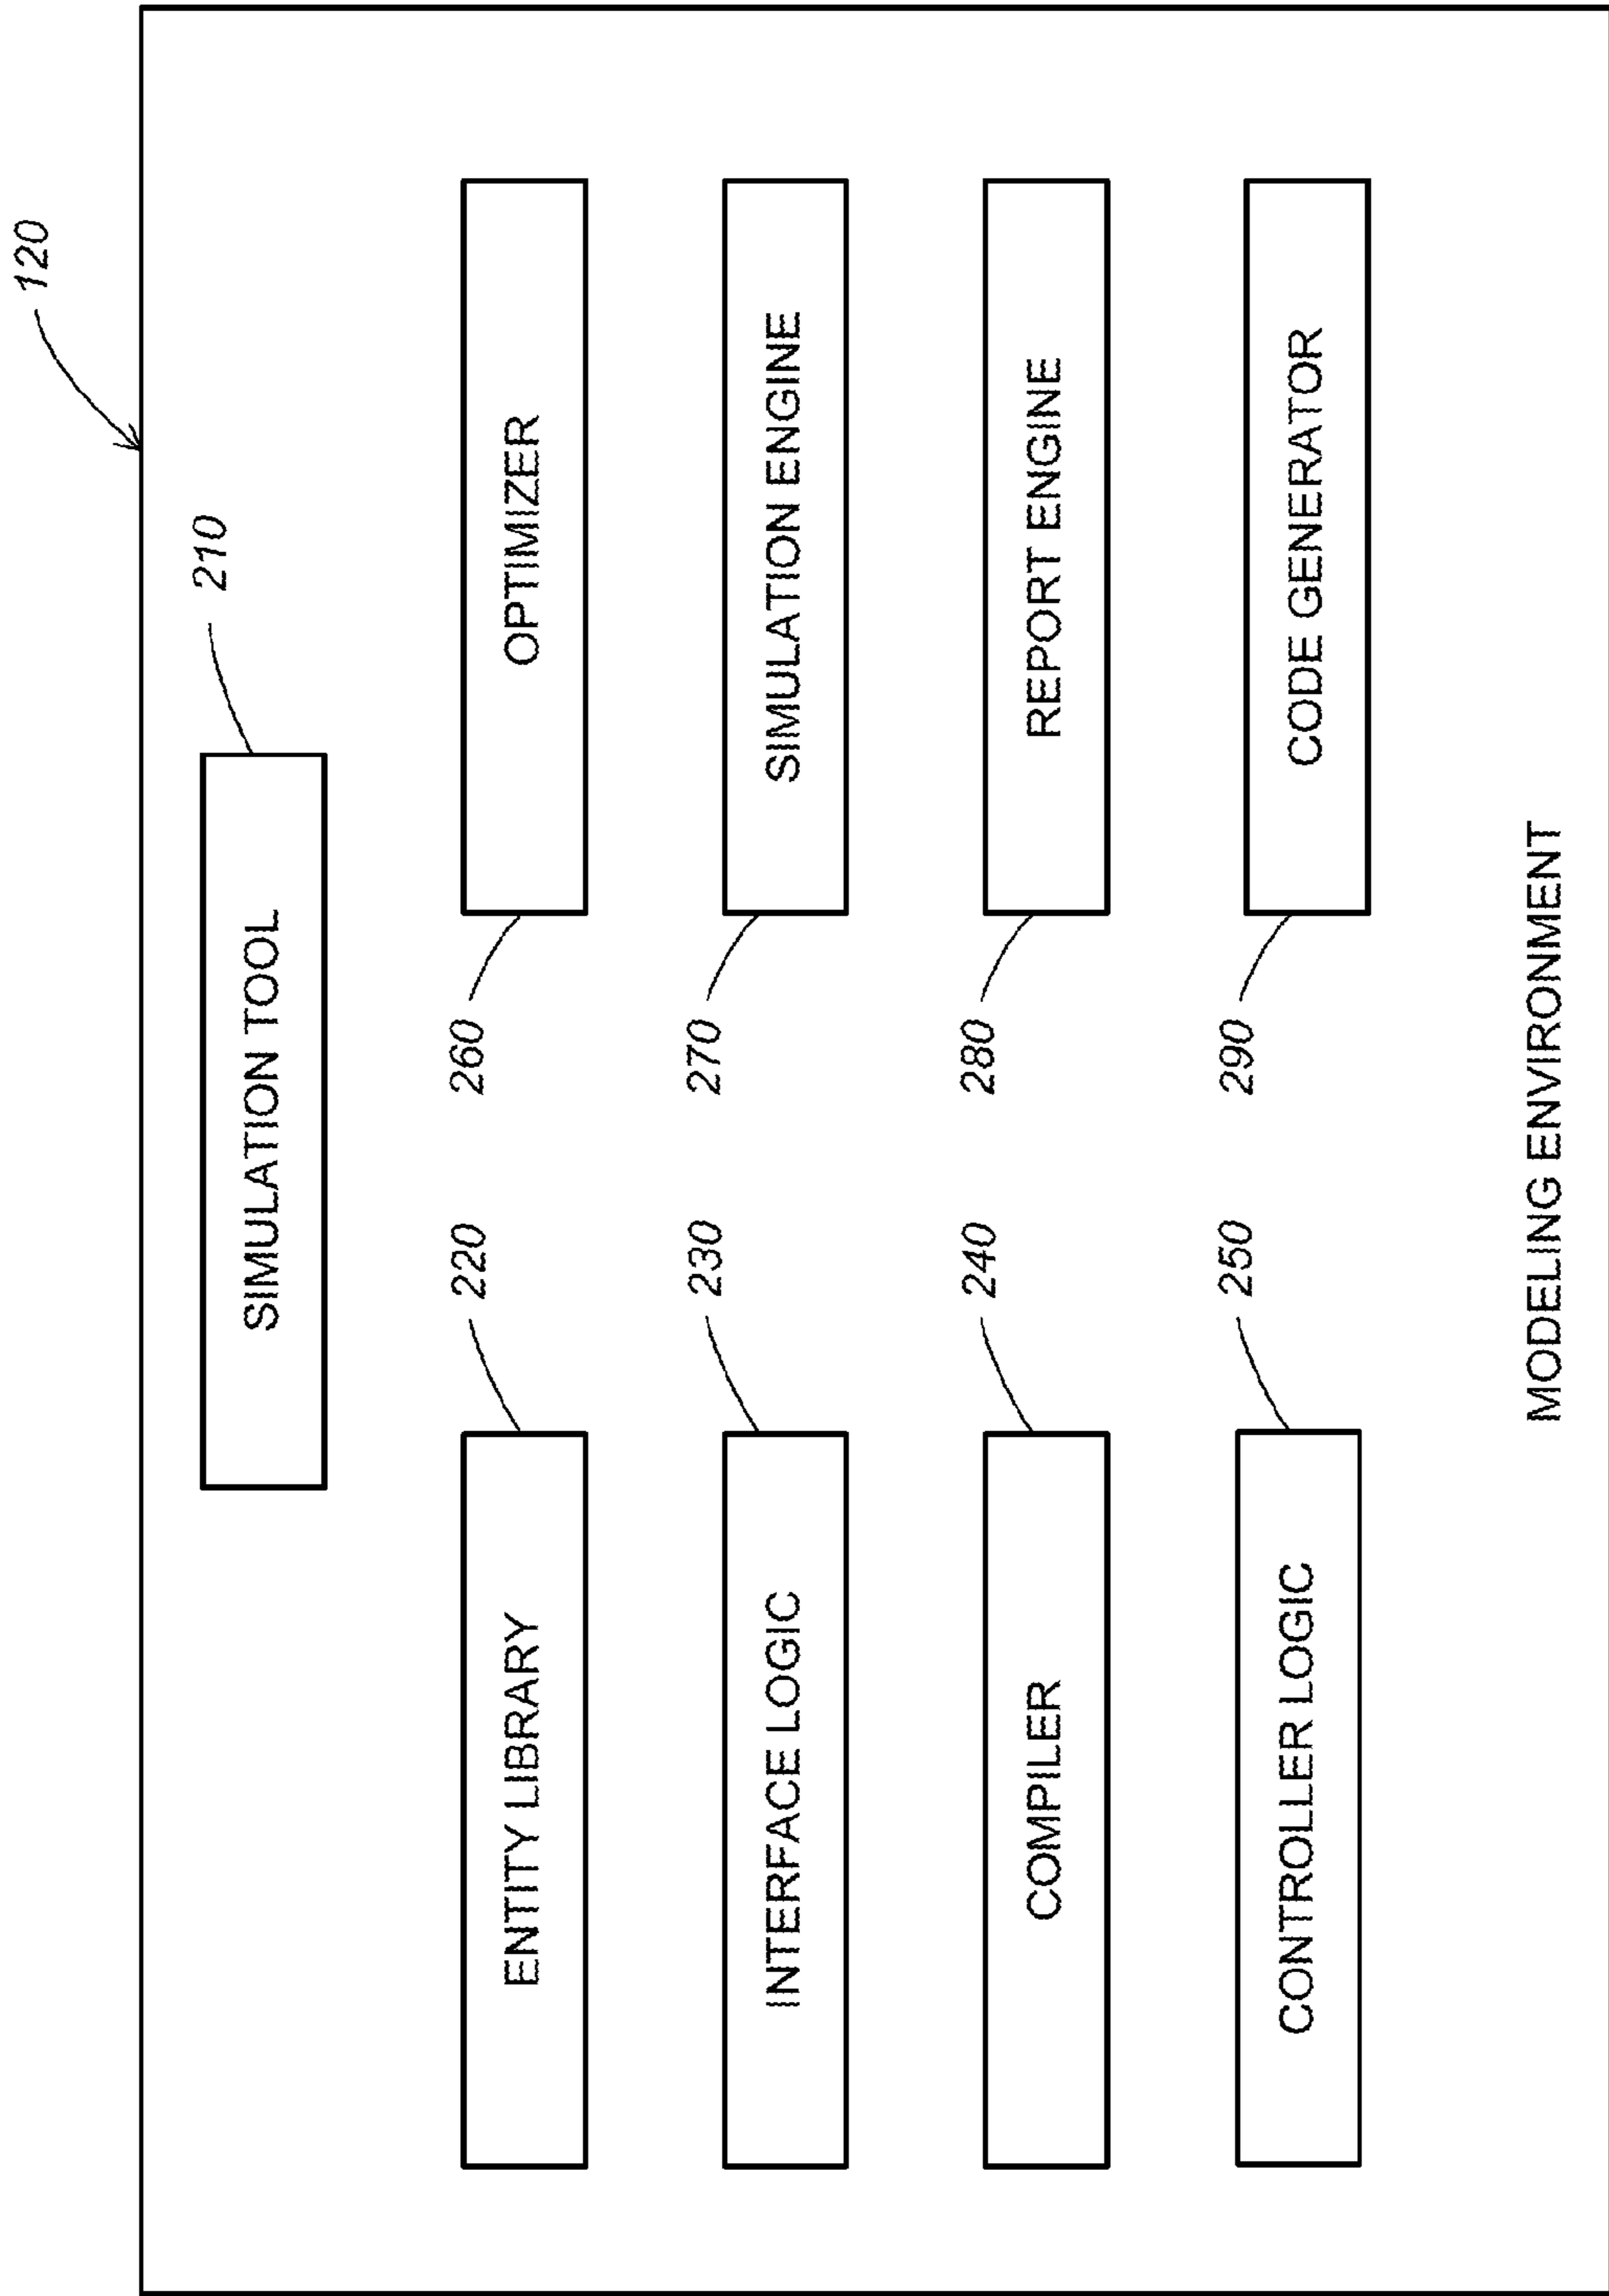 120
210
SIMULATION TOOL
220
ENTITY LIBRARY
260
OPTIMIZER
230
INTERFACE LOGIC
270
SIMULATION ENGINE
240
COMPILER
280
REPORT ENGINE
250
CONTROLLER LOGIC
290
CODE GENERATOR
MODELING ENVIRONMENT